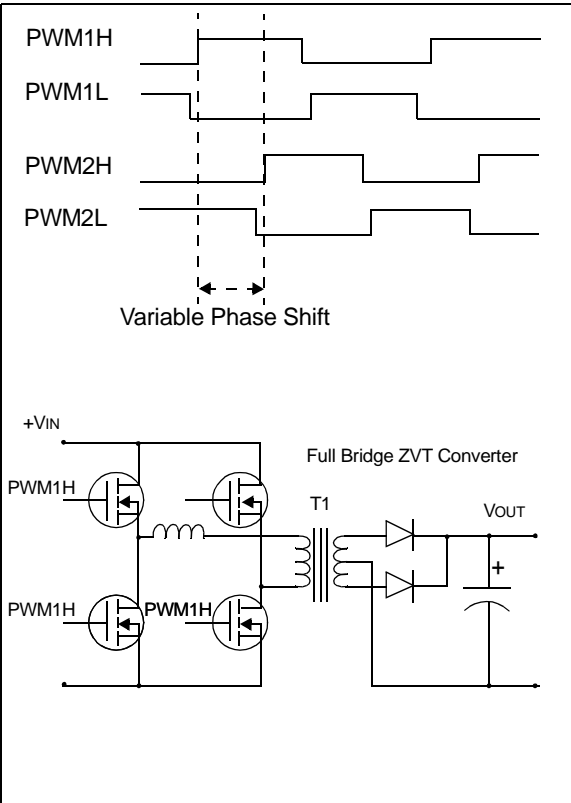 PWM1H
PWM1L
PWM2H
PWM2L
Variable Phase Shift
+VIN
Full Bridge ZVT Converter
PWM1H
T1
VOUT
+
PWM1H
PWM1H